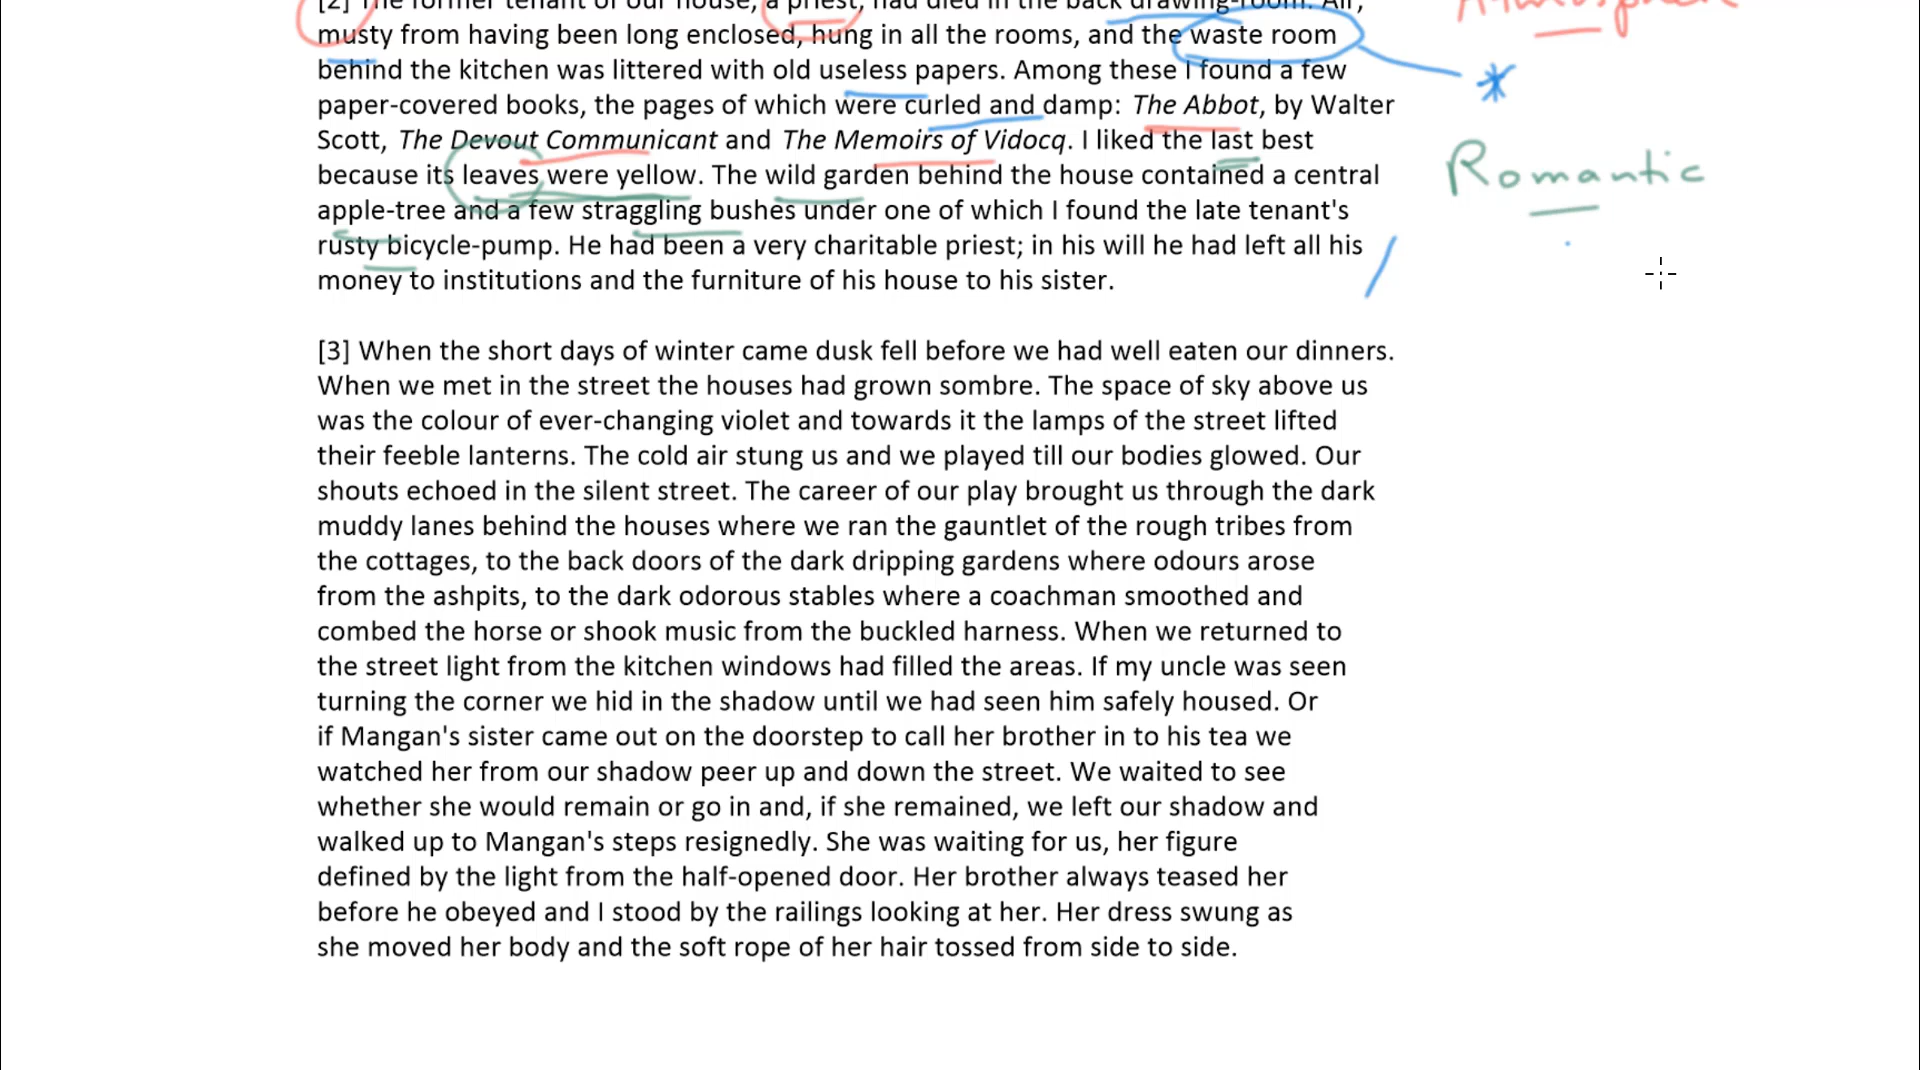 [2] The former tenant of our house, a priest, had died in the back drawing-room. Air,
musty from having been long enclosed, hung in all the rooms, and the waste room
behind the kitchen was littered with old useless papers. Among these I found a few
paper-covered books, the pages of which were curled and damp: The Abbot, by Walter
Scott, The Devout Communicant and The Memoirs of Vidocq. I liked the last best
because its leaves were yellow. The wild garden behind the house contained a central
apple-tree and a few straggling bushes under one of which I found the late tenant's
rusty bicycle-pump. He had been a very charitable priest; in his will he had left all his
money to institutions and the furniture of his house to his sister.
Atmosphere
*
Romantic
[3] When the short days of winter came dusk fell before we had well eaten our dinners.
When we met in the street the houses had grown sombre. The space of sky above us
was the colour of ever-changing violet and towards it the lamps of the street lifted
their feeble lanterns. The cold air stung us and we played till our bodies glowed. Our
shouts echoed in the silent street. The career of our play brought us through the dark
muddy lanes behind the houses where we ran the gauntlet of the rough tribes from
the cottages, to the back doors of the dark dripping gardens where odours arose
from the ashpits, to the dark odorous stables where a coachman smoothed and
combed the horse or shook music from the buckled harness. When we returned to
the street light from the kitchen windows had filled the areas. If my uncle was seen
turning the corner we hid in the shadow until we had seen him safely housed. Or
if Mangan's sister came out on the doorstep to call her brother in to his tea we
watched her from our shadow peer up and down the street. We waited to see
whether she would remain or go in and, if she remained, we left our shadow and
walked up to Mangan's steps resignedly. She was waiting for us, her figure
defined by the light from the half-opened door. Her brother always teased her
before he obeyed and I stood by the railings looking at her. Her dress swung as
she moved her body and the soft rope of her hair tossed from side to side.